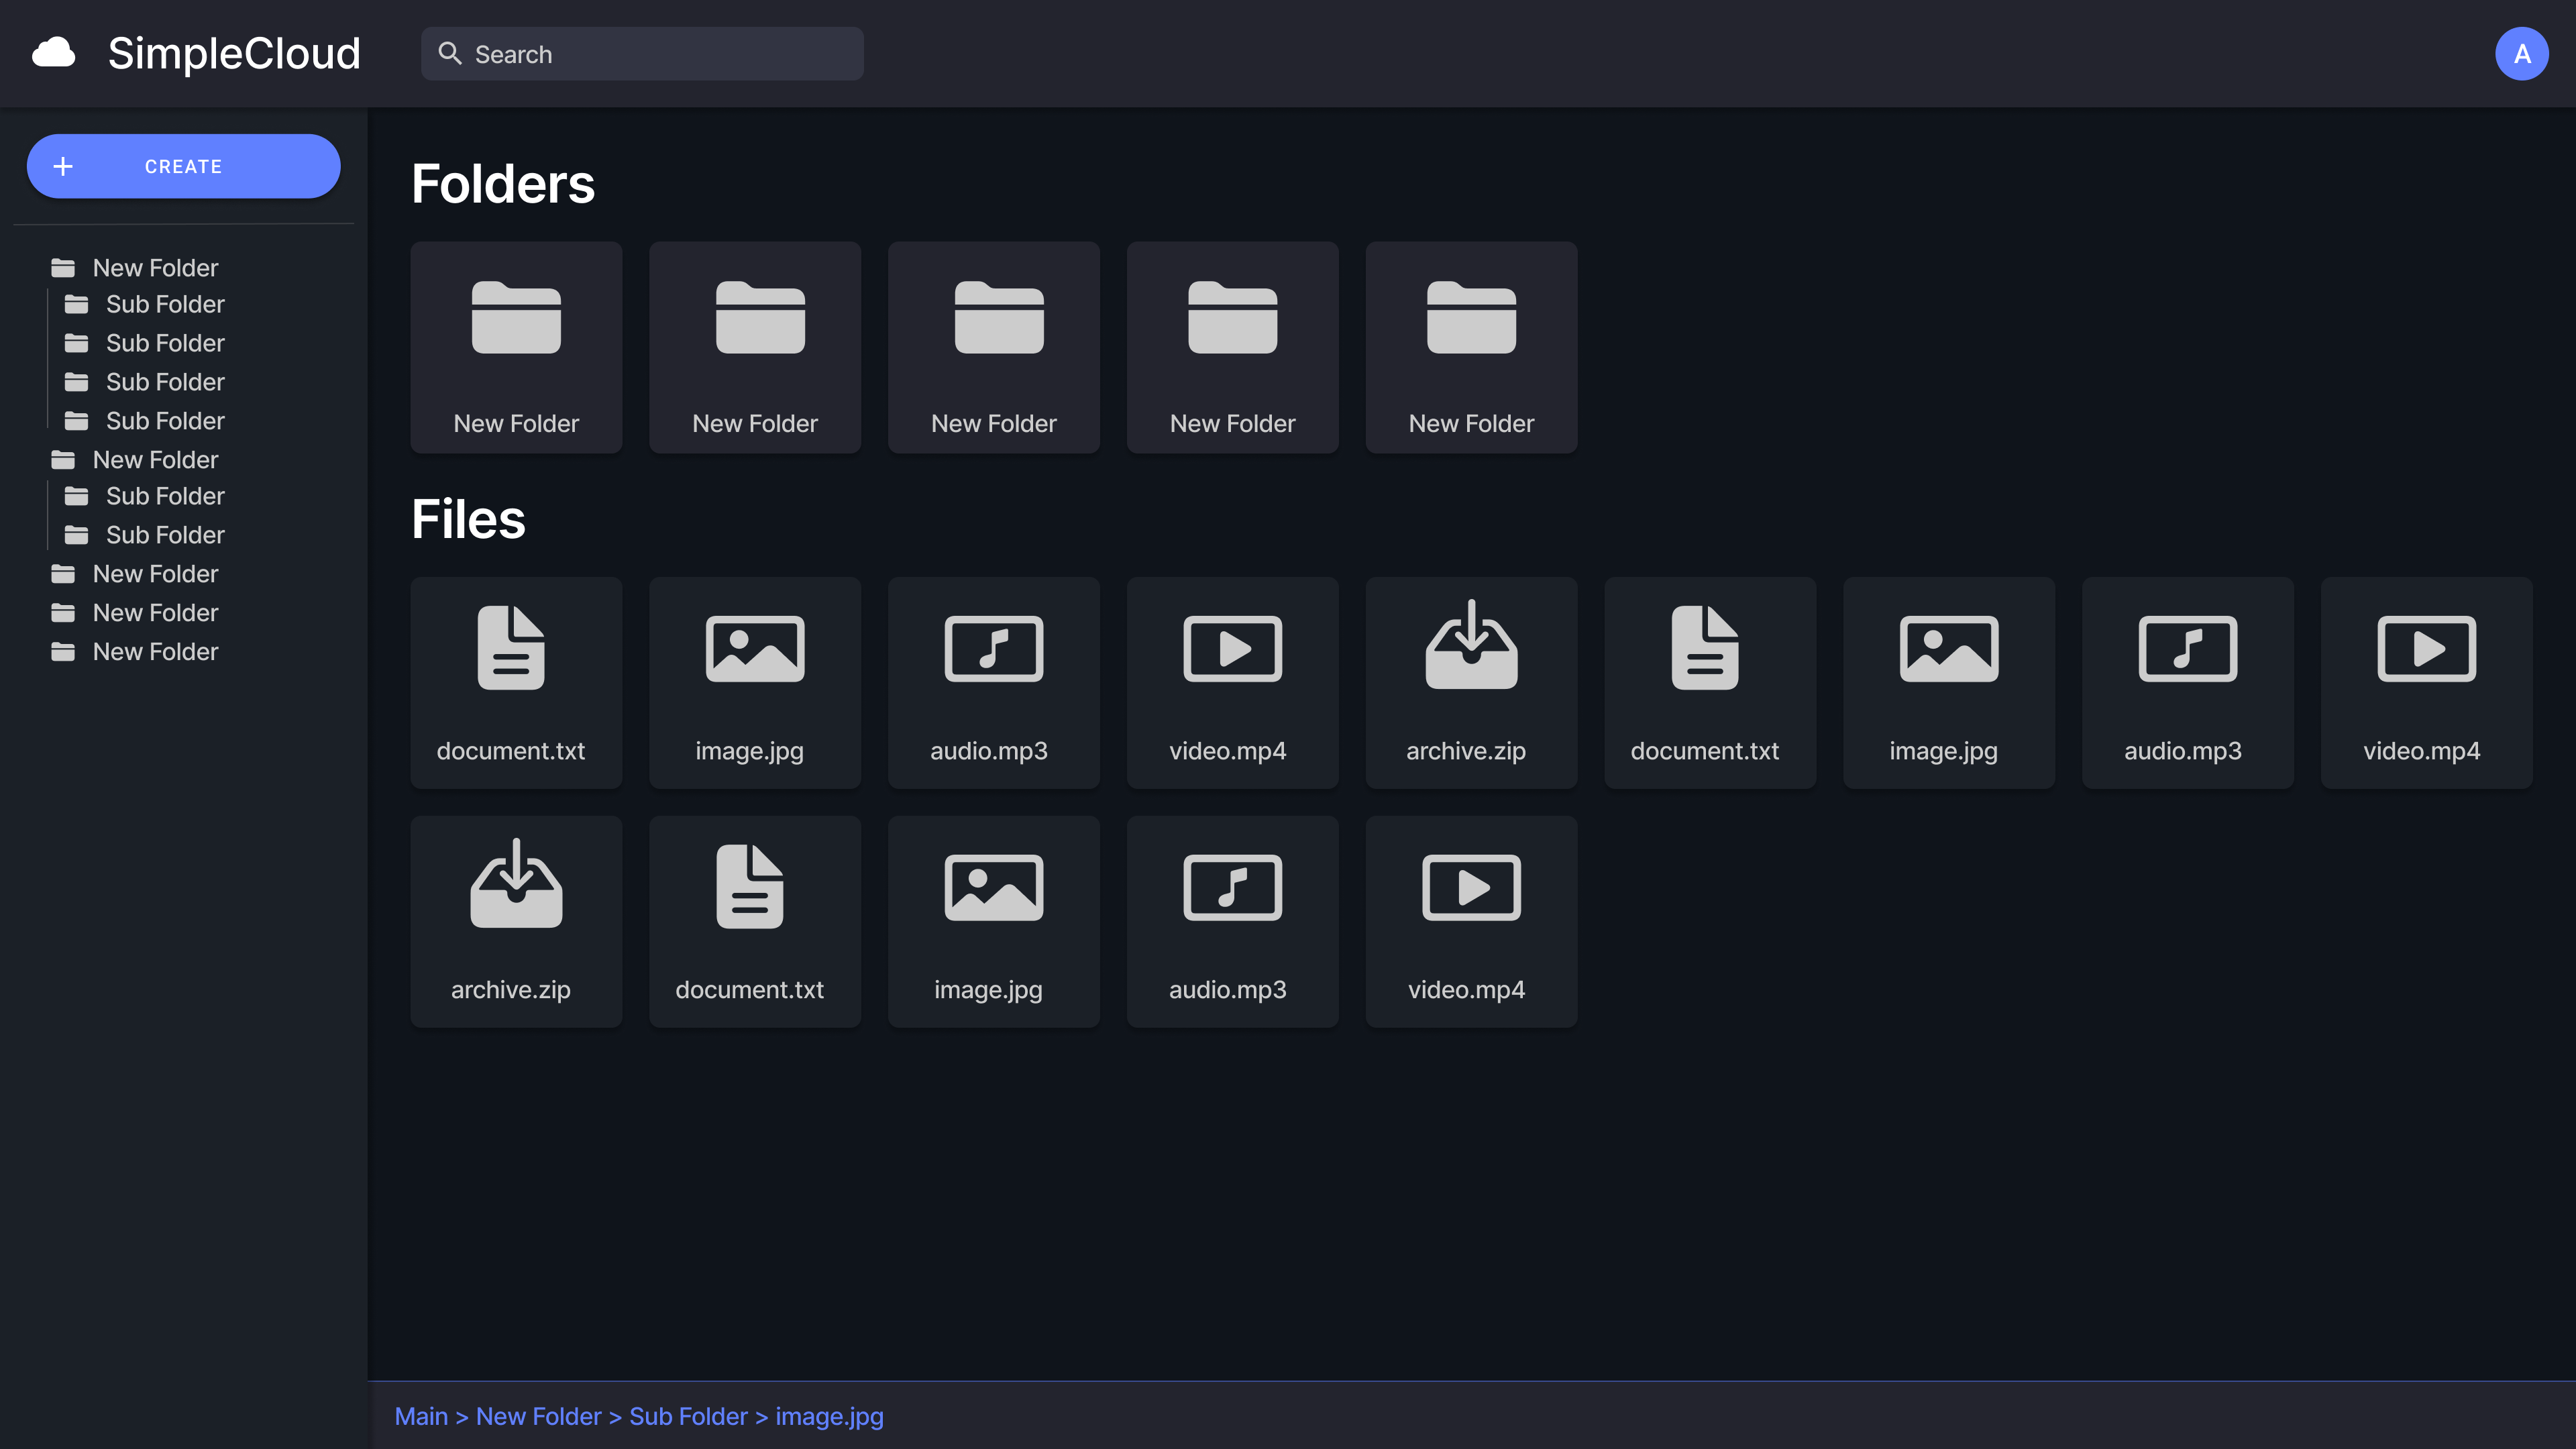 SimpleCloud
Search
A
CREATE
New Folder
Sub Folder
Sub Folder
Sub Folder
Sub Folder
New Folder
Sub Folder
Sub Folder
New Folder
New Folder
New Folder
Folders
New Folder New Folder New Folder New Folder New Folder
Files
document.txt image.jpg audio.mp3 video.mp4 archive.zip document.txt image.jpg audio.mp3 video.mp4
archive.zip document.txt image.jpg audio.mp3 video.mp4
Main > New Folder > Sub Folder > image.jpg